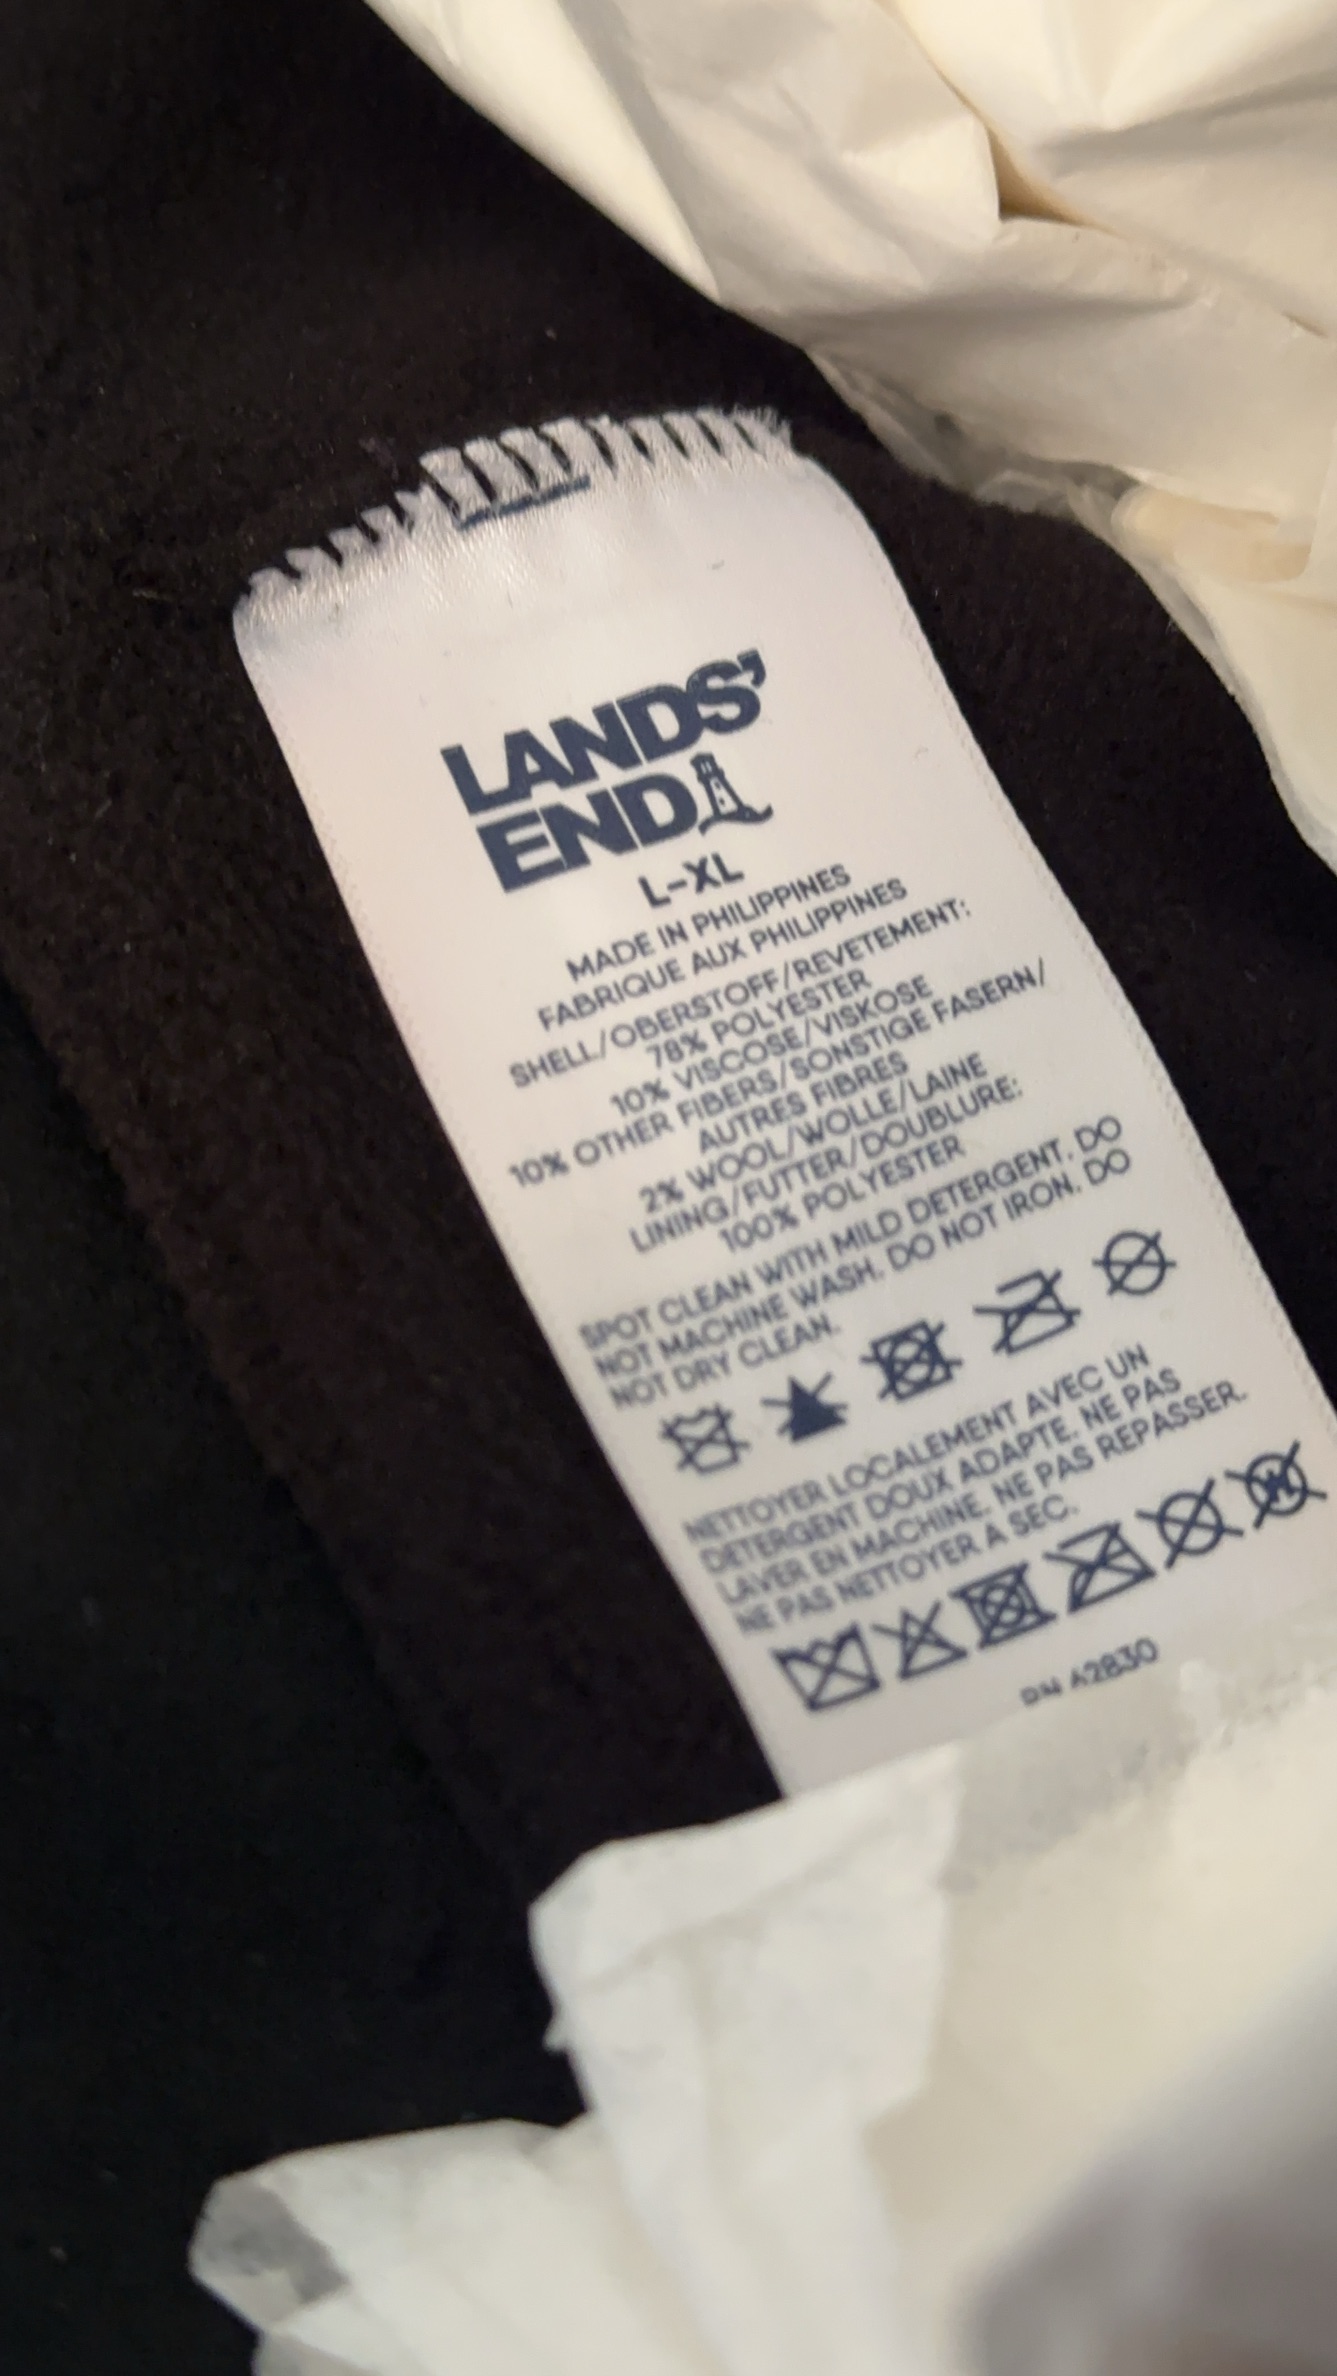 LANDS'
END
L-XL
MADE IN PHILIPPINES
FABRIQUE AUX PHILIPPINES
SHELL/OBERSTOFF/REVETEMENT:
78% POLYESTER
10% VISCOSE/VISKOSE
10% OTHER FIBERS/SONSTIGE FASERN/
AUTRES FIBRES
2% WOOL/WOLLE/LAINE
LINING/FUTTER/DOUBLURE:
100% POLYESTER
SPOT CLEAN WITH MILD DETERGENT. DO
NOT MACHINE WASH. DO NOT IRON. DO
NOT DRY CLEAN.
NETTOYER LOCALEMENT AVEC UN
DETERGENT DOUX ADAPTE. NE PAS
LAVER EN MACHINE. NE PAS REPASSER.
NE PAS NETTOYER A SEC.
W
RN 62830